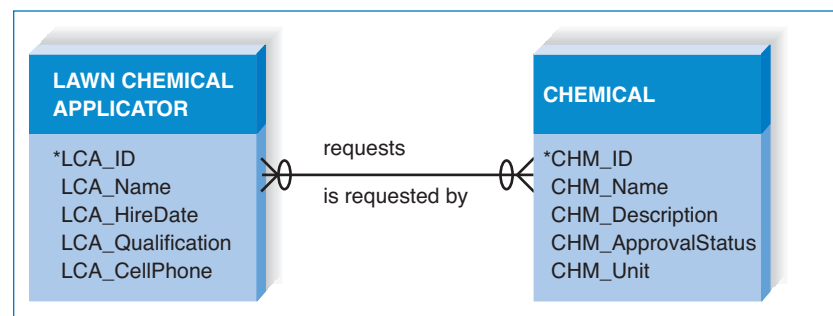 LAWN CHEMICAL
APPLICATOR
*LCA_ID
LCA_Name
LCA_HireDate
LCA_Qualification
LCA_CellPhone
requests
is requested by
CHEMICAL
*CHM_ID
CHM_Name
CHM_Description
CHM_ApprovalStatus
CHM_Unit